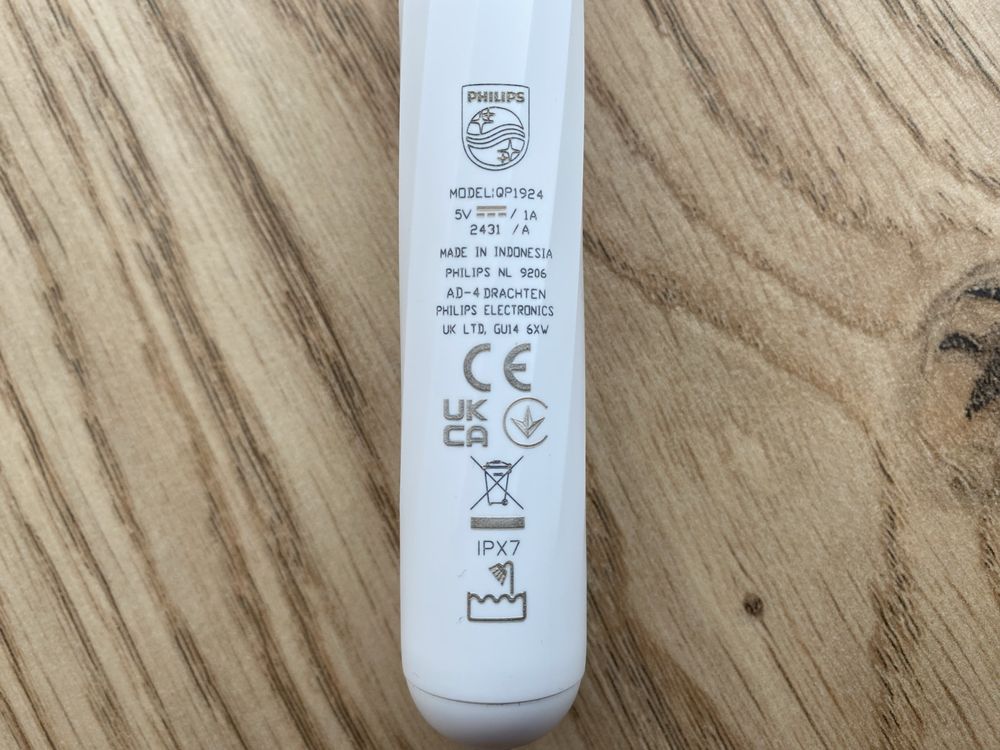 PHILIPS
MODEL:QP1924
5V ⎓ / 1A
2431 /A
MADE IN INDONESIA
PHILIPS NL 9206
AD-4 DRACHTEN
PHILIPS ELECTRONICS
UK LTD, GU14 6XW
CE
UK
CA
IPX7